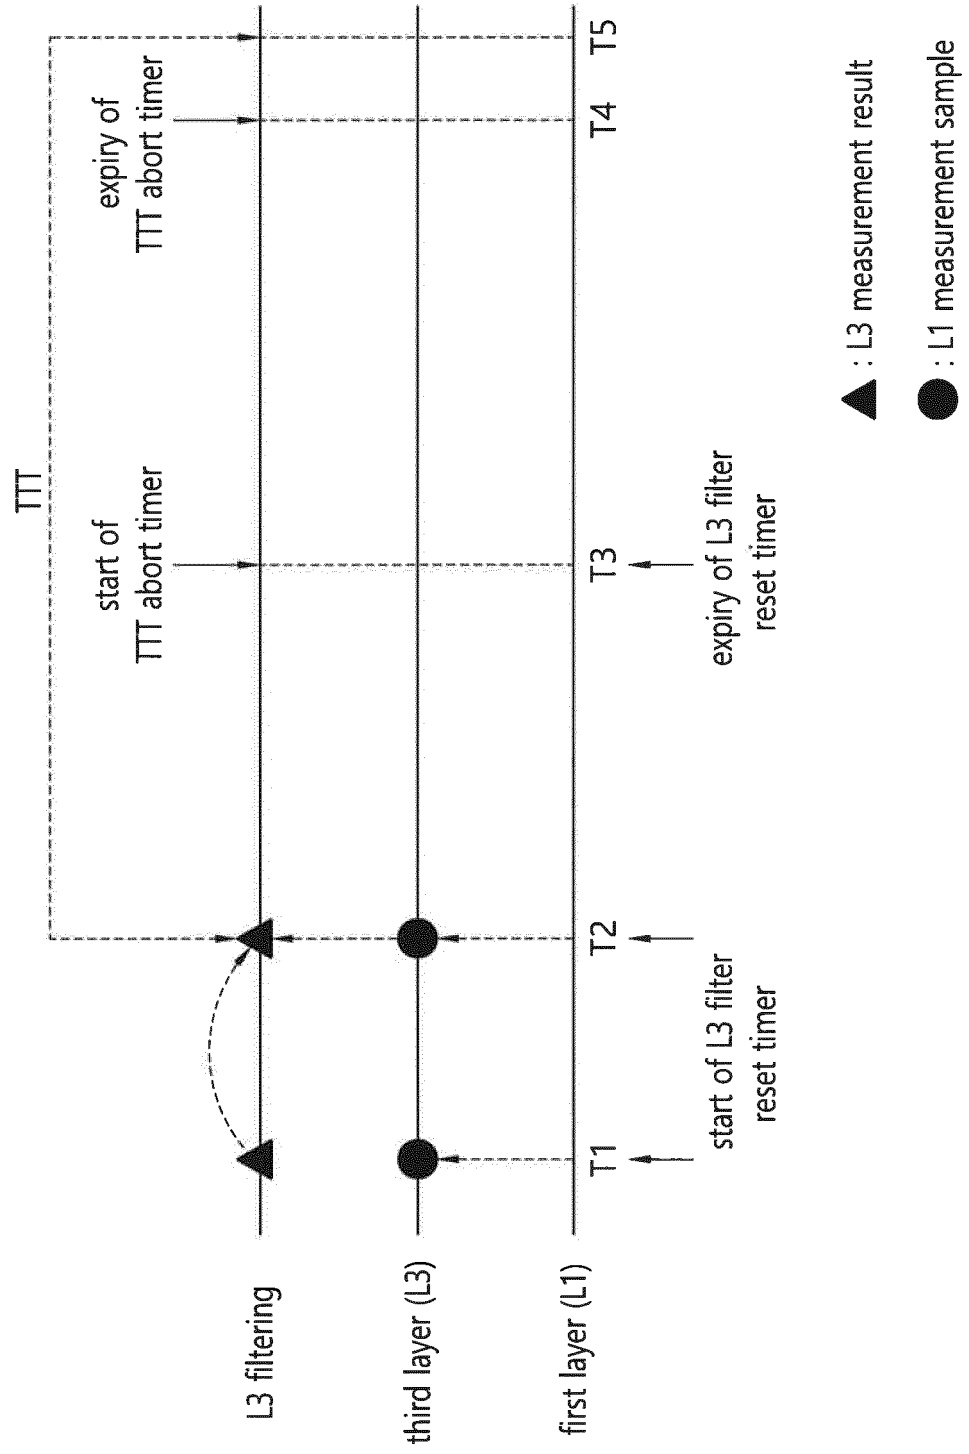 TTT
start of
TTT abort timer
expiry of
TTT abort timer
L3 filtering
third layer (L3)
first layer (L1)
T1
T2
T3
T4
T5
start of L3 filter
reset timer
expiry of L3 filter
reset timer
: L3 measurement result
: L1 measurement sample